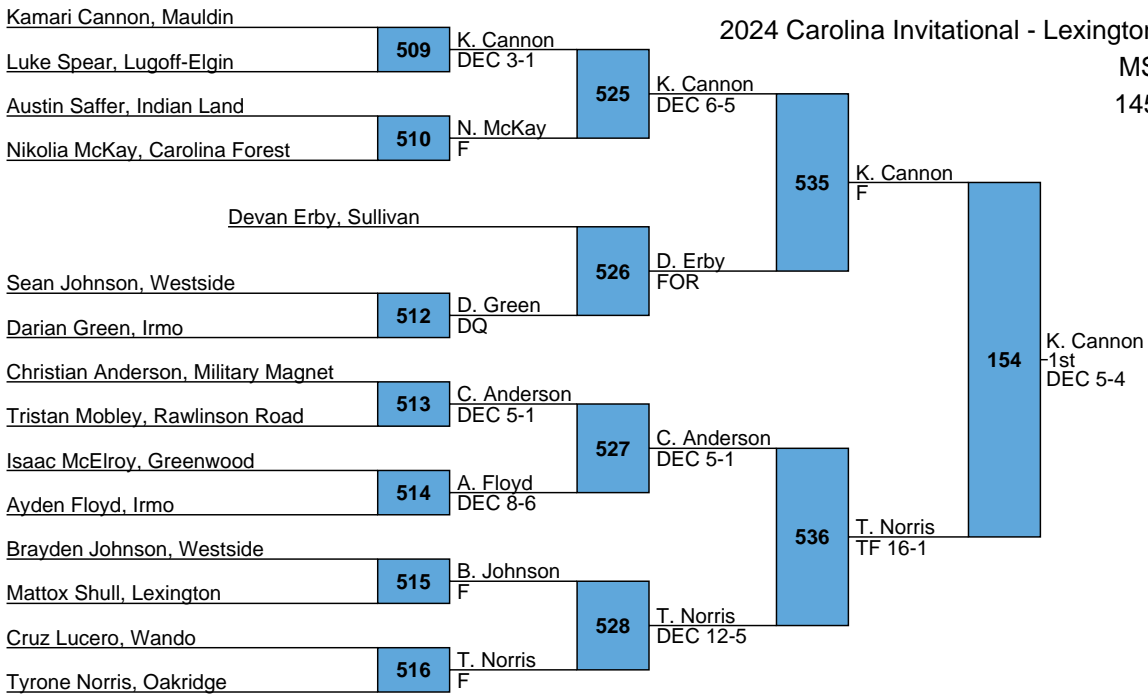 2024 Carolina Invitational - Lexington
MS
145
Kamari Cannon, Mauldin
509
Luke Spear, Lugoff-Elgin
K. Cannon
DEC 3-1
525
Austin Saffer, Indian Land
510
Nikolia McKay, Carolina Forest
N. McKay
F
K. Cannon
DEC 6-5
535
Devan Erby, Sullivan
526
Sean Johnson, Westside
512
Darian Green, Irmo
D. Green
DQ
D. Erby
FOR
K. Cannon
F
154
Christian Anderson, Military Magnet
513
Tristan Mobley, Rawlinson Road
C. Anderson
DEC 5-1
527
Isaac McElroy, Greenwood
514
Ayden Floyd, Irmo
A. Floyd
DEC 8-6
C. Anderson
DEC 5-1
536
Brayden Johnson, Westside
515
Mattox Shull, Lexington
B. Johnson
F
528
Cruz Lucero, Wando
516
Tyrone Norris, Oakridge
T. Norris
F
T. Norris
DEC 12-5
T. Norris
TF 16-1
K. Cannon
1st
DEC 5-4